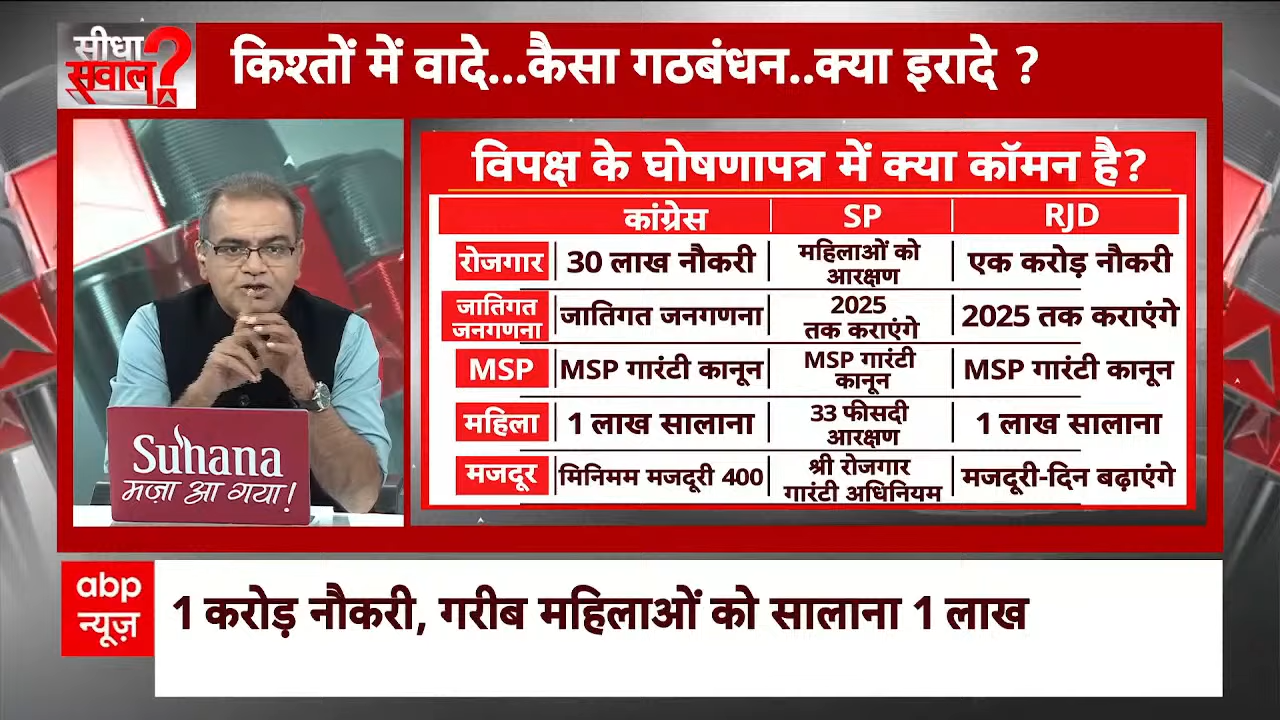 सीधा
सवाल?
किश्तों में वादे...कैसा गठबंधन..क्या इरादे ?
विपक्ष के घोषणापत्र में क्या कॉमन है?
कांग्रेस SP RJD
रोजगार 30 लाख नौकरी महिलाओं को आरक्षण एक करोड़ नौकरी
जातिगत जनगणना जातिगत जनगणना 2025 तक कराएंगे 2025 तक कराएंगे
MSP MSP गारंटी कानून MSP गारंटी कानून MSP गारंटी कानून
महिला 1 लाख सालाना 33 फीसदी आरक्षण 1 लाख सालाना
मजदूर मिनिमम मजदूरी 400 श्री रोजगार गारंटी अधिनियम मजदूरी-दिन बढ़ाएंगे
Suhana
मज़ा आ गया!
abp
न्यूज़
1 करोड़ नौकरी, गरीब महिलाओं को सालाना 1 लाख